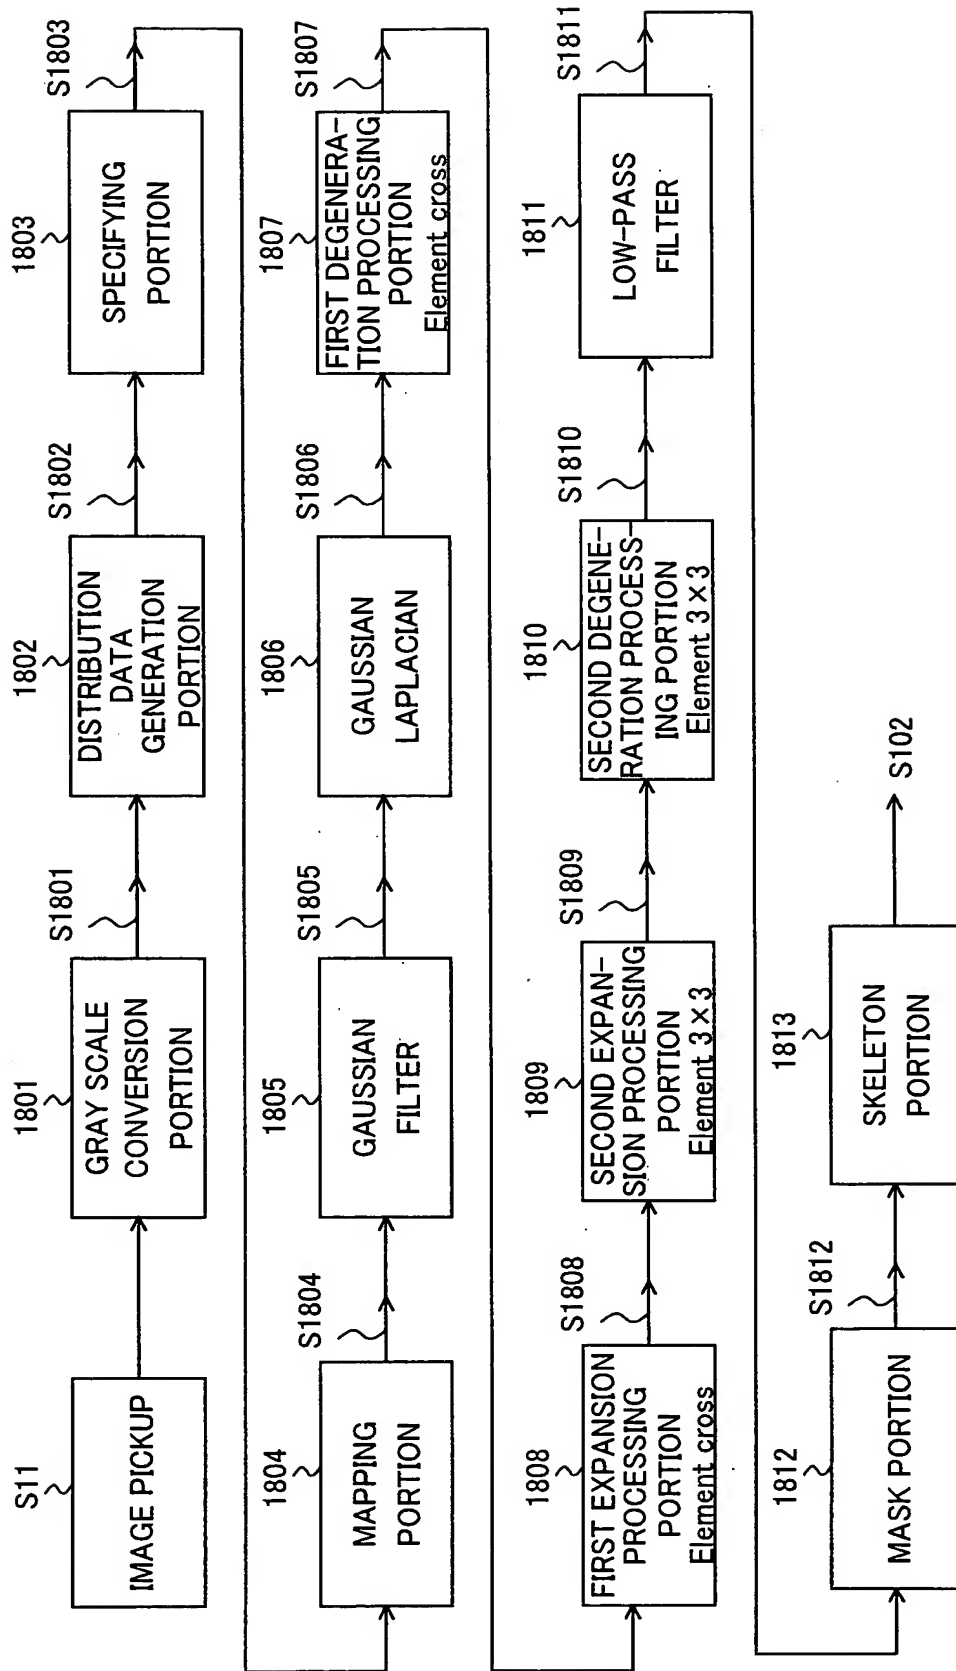 S11
IMAGE PICKUP
1801
GRAY SCALE
CONVERSION
PORTION
S1801
1802
DISTRIBUTION
DATA
GENERATION
PORTION
S1802
1803
SPECIFYING
PORTION
S1803
1804
MAPPING
PORTION
S1804
1805
GAUSSIAN
FILTER
S1805
1806
GAUSSIAN
LAPLACIAN
S1806
1807
FIRST DEGENERA-
TION PROCESSING
PORTION
Element cross
S1807
1808
FIRST EXPANSION
PROCESSING
PORTION
Element cross
S1808
1809
SECOND EXPAN-
SION PROCESSING
PORTION
Element 3×3
S1809
1810
SECOND DEGENE-
RATION PROCESS-
ING PORTION
Element 3×3
S1810
1811
LOW-PASS
FILTER
S1811
1812
MASK PORTION
S1812
1813
SKELETON
PORTION
S102